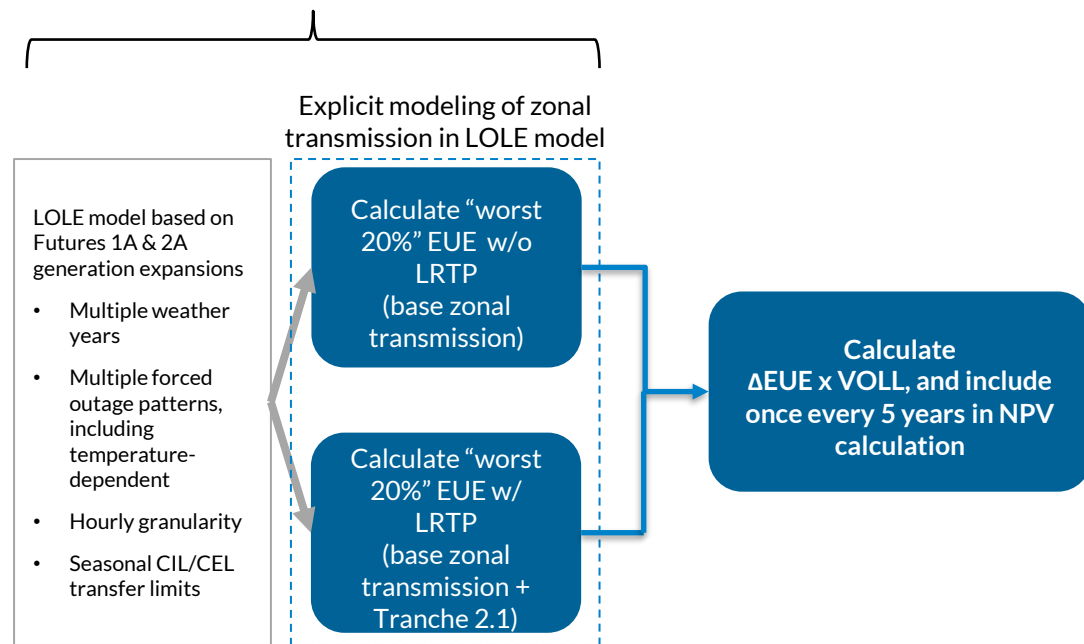 Explicit modeling of zonal
transmission in LOLE model
LOLE model based on
Futures 1A & 2A
generation expansions
• Multiple weather
years
• Multiple forced
outage patterns,
including
temperature-
dependent
• Hourly granularity
• Seasonal CIL/CEL
transfer limits
Calculate “worst
20%” EUE w/o
LRTP
(base zonal
transmission)
Calculate “worst
20%” EUE w/
LRTP
(base zonal
transmission +
Tranche 2.1)
Calculate
ΔEUE x VOLL, and include
once every 5 years in NPV
calculation